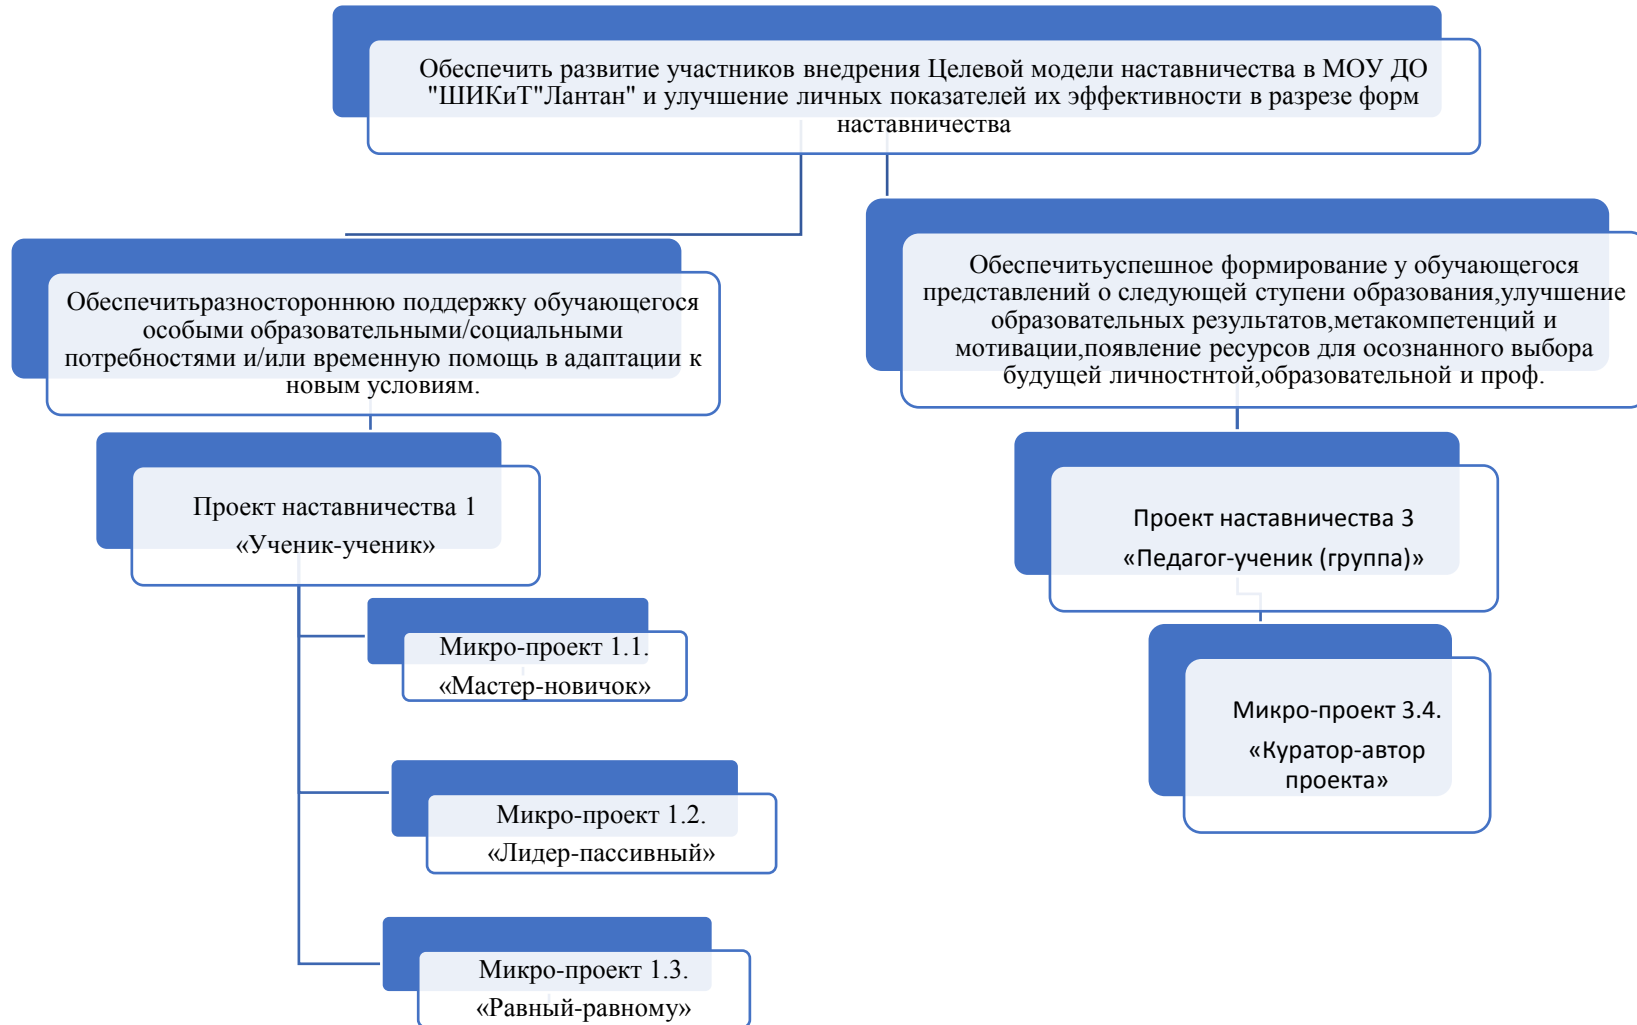 Обеспечить развитие участников внедрения Целевой модели наставничества в МОУ ДО
"ШИКиТ"Лантан" и улучшение личных показателей их эффективности в разрезе форм
наставничества
Обеспечитьразностороннюю поддержку обучающегося
особыми образовательными/социальными
потребностями и/или временную помощь в адаптации к
новым условиям.
Обеспечитьуспешное формирование у обучающегося
представлений о следующей ступени образования,улучшение
образовательных результатов,метакомпетенций и
мотивации,появление ресурсов для осознанного выбора
будущей личностнтой,образовательной и проф.
Проект наставничества 1
«Ученик-ученик»
Проект наставничества 3
«Педагог-ученик (группа)»
Микро-проект 1.1.
«Мастер-новичок»
Микро-проект 3.4.
«Куратор-автор
проекта»
Микро-проект 1.2.
«Лидер-пассивный»
Микро-проект 1.3.
«Равный-равному»